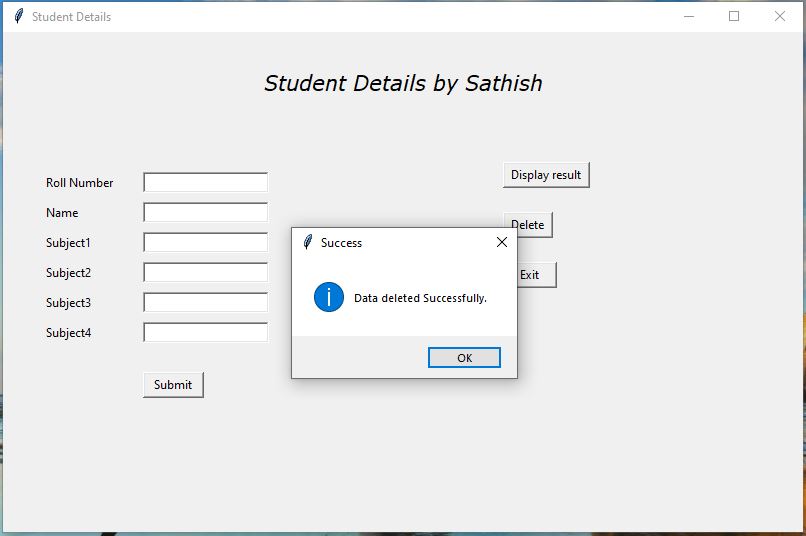 Student Details
Student Details by Sathish
Roll Number
Name
Subject1
Subject2
Subject3
Subject4
Submit
Display result
Delete
Exit
Success
Data deleted Successfully.
OK